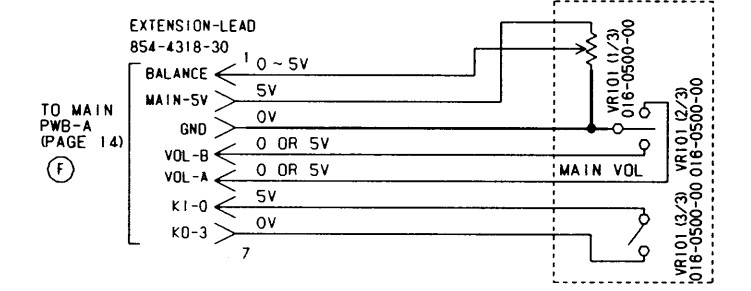 EXTENSION-LEAD
854-4318-30
1
BALANCE 0~5V
MAIN-5V 5V
GND 0V
VOL-B 0 OR 5V
VOL-A 0 OR 5V
KI-0 5V
KO-3 0V
7
TO MAIN
PWB-A
(PAGE 14)
F
VR101 (1/3)
016-0500-00
VR101 (2/3)
016-0500-00
MAIN VOL
VR101 (3/3)
016-0500-00